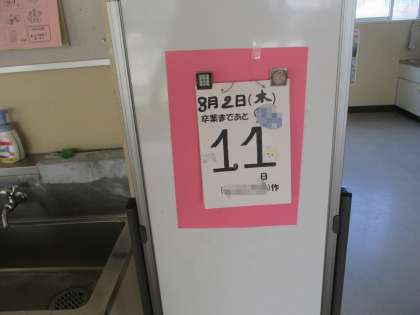 3月2日(木)
卒業まであと
11
日
作